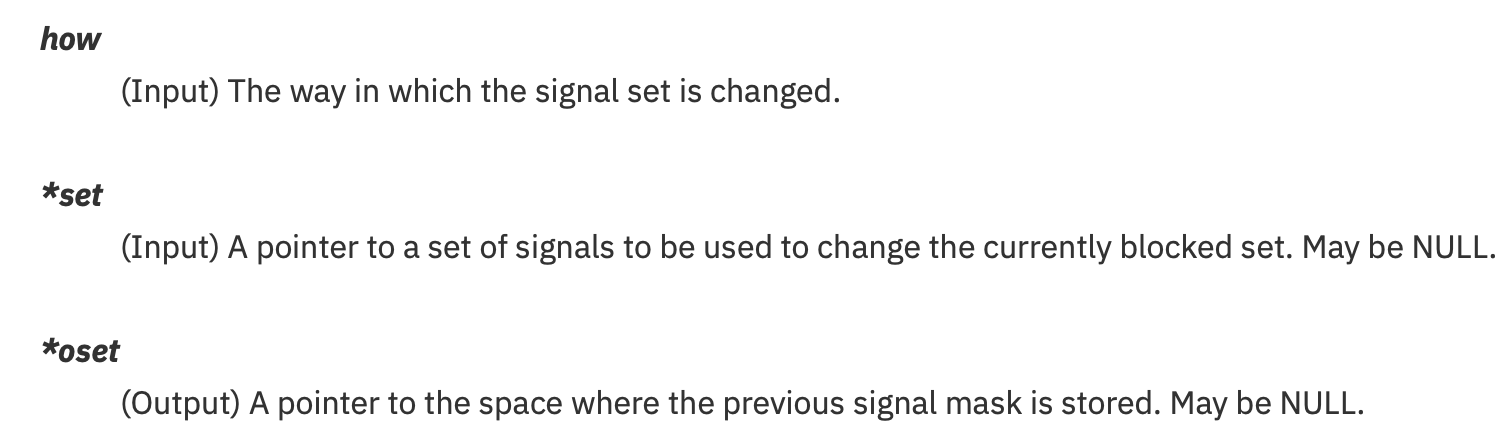 how
(Input) The way in which the signal set is changed.
*set
(Input) A pointer to a set of signals to be used to change the currently blocked set. May be NULL.
*oset
(Output) A pointer to the space where the previous signal mask is stored. May be NULL.